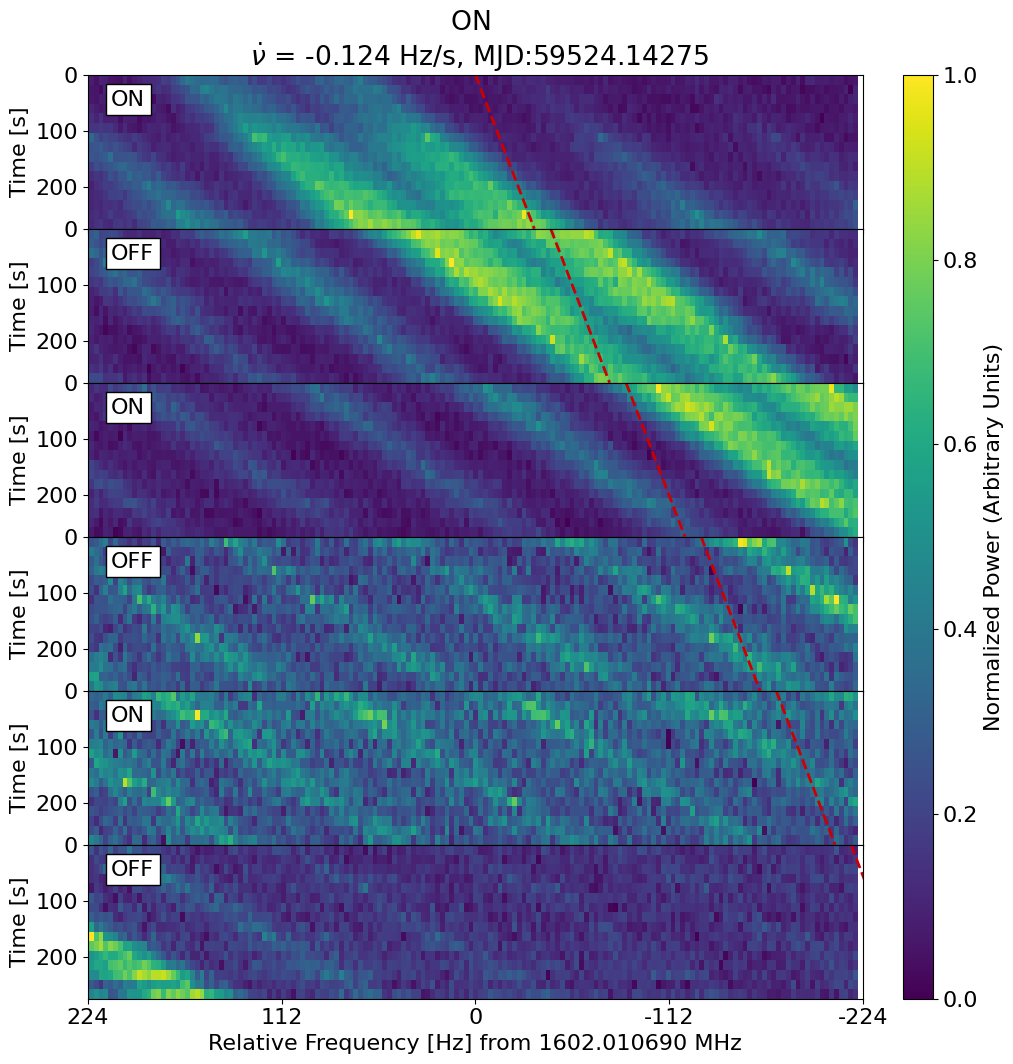 ON
ν̇ = -0.124 Hz/s, MJD:59524.14275
0
100
200
Time [s]
ON
0
100
200
Time [s]
OFF
0
100
200
Time [s]
ON
0
100
200
Time [s]
OFF
0
100
200
Time [s]
ON
0
100
200
Time [s]
OFF
224 112 0 -112 -224
Relative Frequency [Hz] from 1602.010690 MHz
1.0
0.8
0.6
0.4
0.2
0.0
Normalized Power (Arbitrary Units)